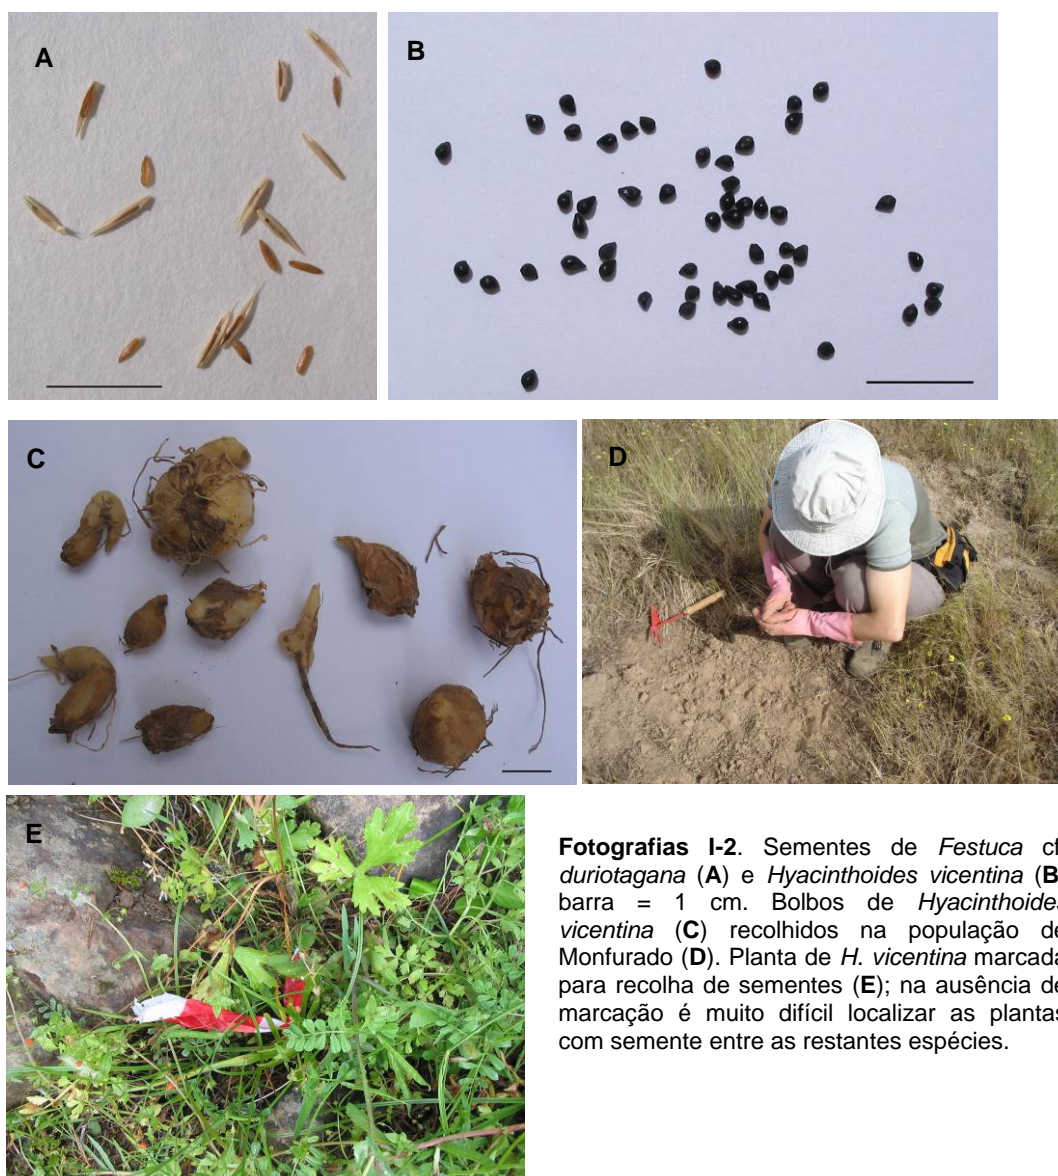 A
B
C
D
E
Fotografias I-2. Sementes de Festuca cf
duriotagana (A) e Hyacinthoides vicentina (B
barra = 1 cm. Bolbos de Hyacinthoides
vicentina (C) recolhidos na população de
Monfurado (D). Planta de H. vicentina marcada
para recolha de sementes (E); na ausência de
marcação é muito difícil localizar as plantas
com semente entre as restantes espécies.